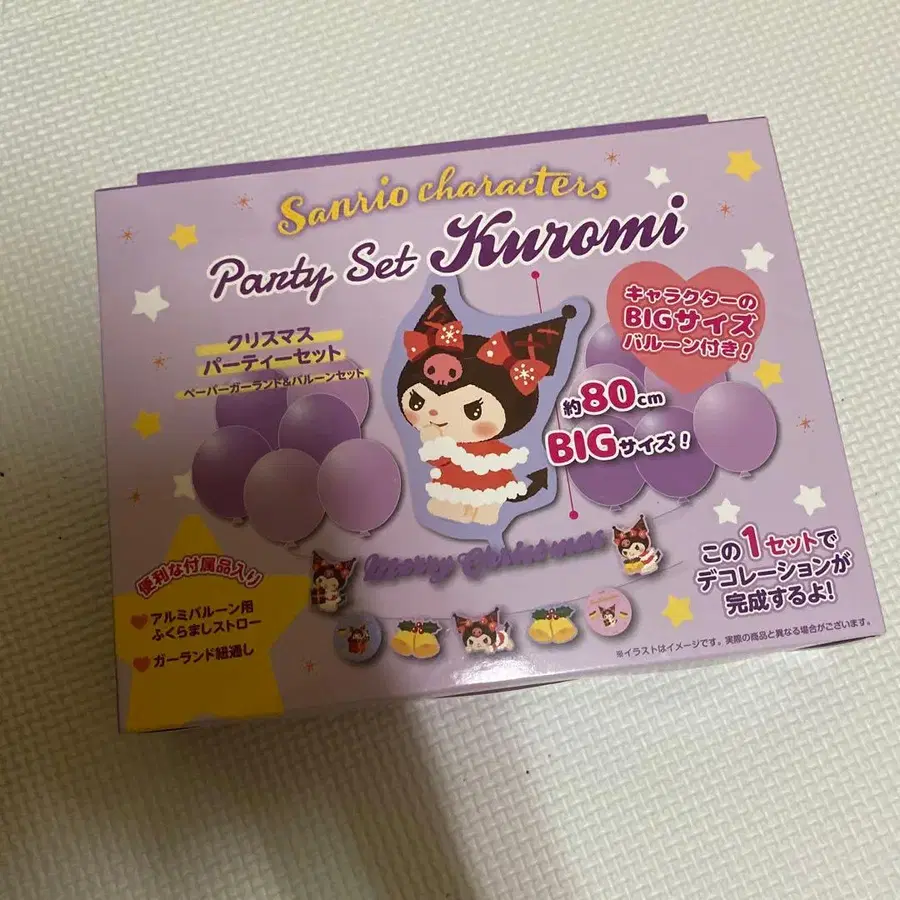 Sanrio characters
Party Set Kuromi
クリスマス
パーティーセット
ペーパーガーランド&バルーンセット
キャラクターの
BIGサイズ
バルーン付き!
約80cm
BIGサイズ!
Merry Christmas
便利な付属品入り
アルミバルーン用
ふくらましストロー
ガーランド紐通し
この1セットで
デコレーションが
完成するよ!
※イラストはイメージです。実際の商品と異なる場合がございます。